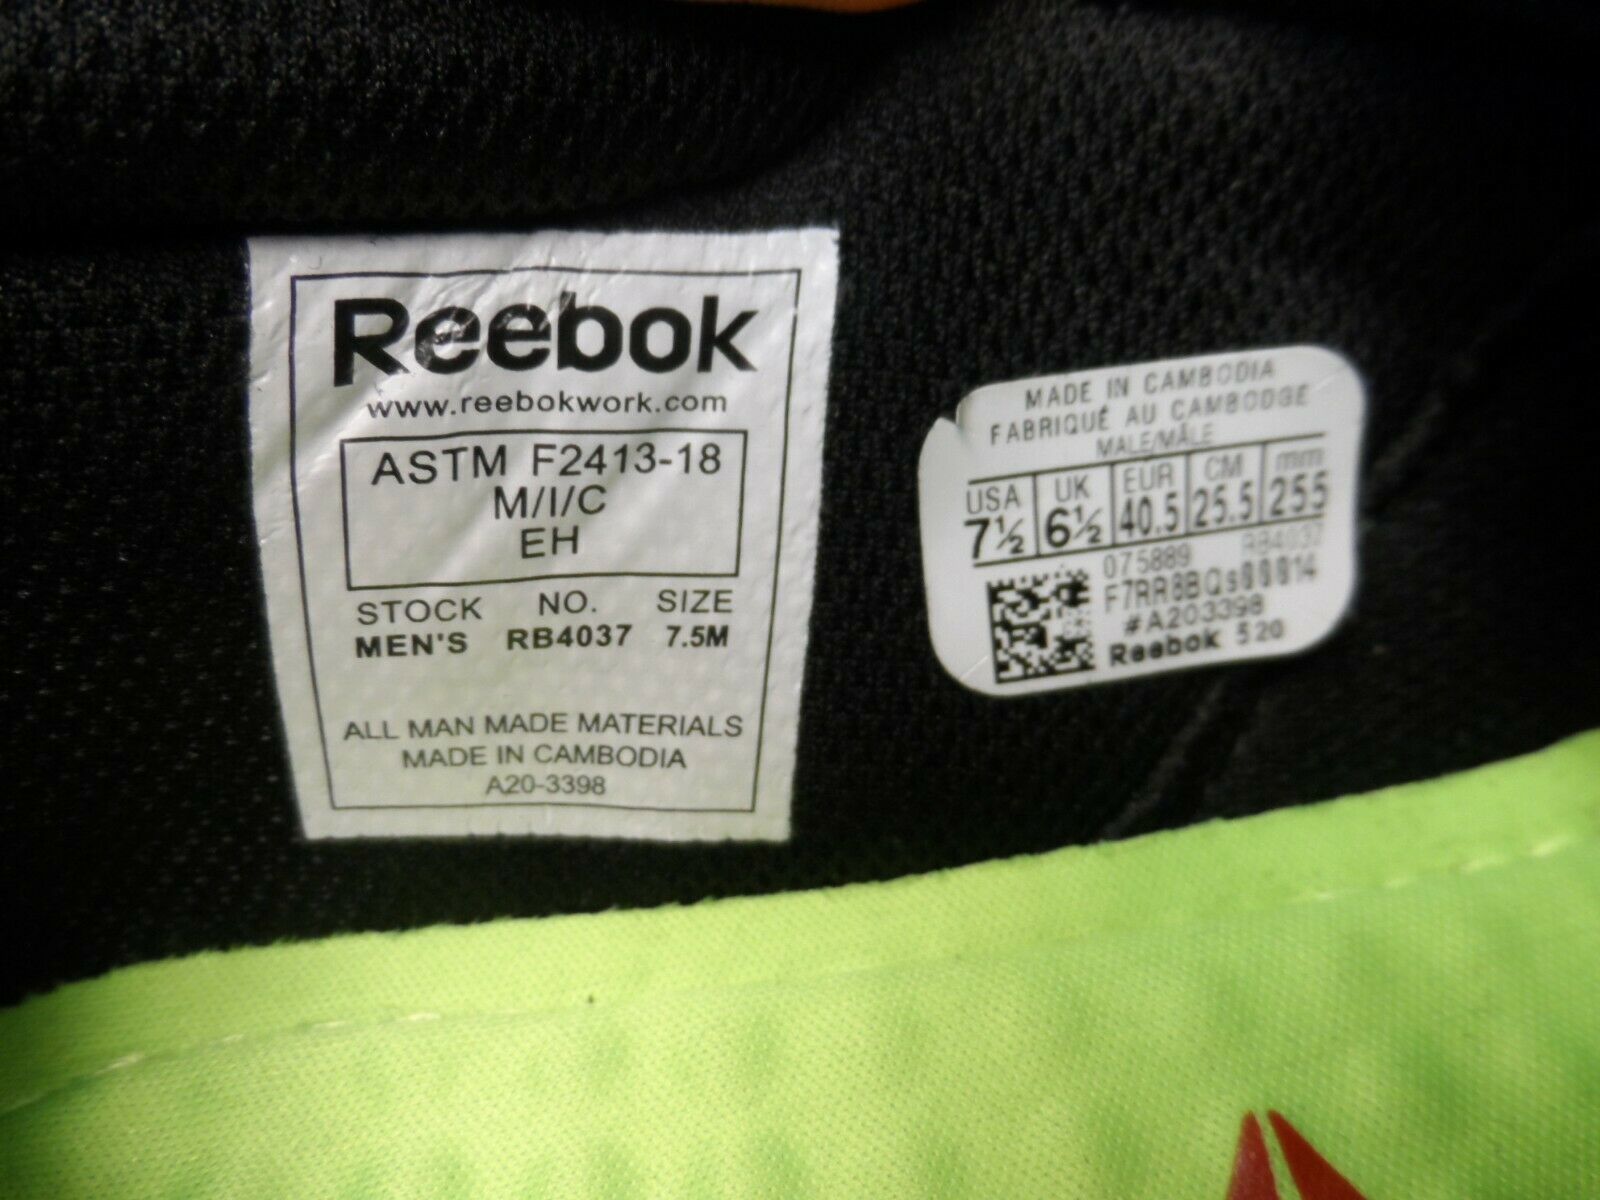 Reebok
www.reebokwork.com
ASTM F2413-18
M/I/C
EH
STOCK NO. SIZE
MEN'S RB4037 7.5M
ALL MAN MADE MATERIALS
MADE IN CAMBODIA
A20-3398
MADE IN CAMBODIA
FABRIQUÉ AU CAMBODGE
MALE/MÂLE
USA UK EUR CM mm
7½ 6½ 40.5 25.5 255
075889 RB4037
#A203398
Reebok 520